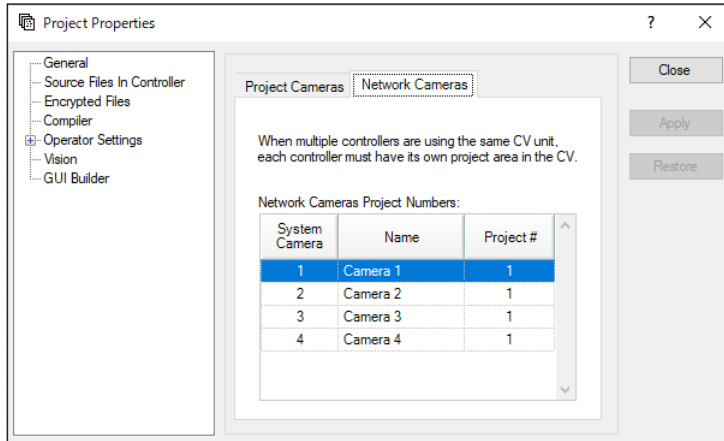 Project Properties
?
General
Source Files In Controller
Encrypted Files
Compiler
Operator Settings
Vision
GUI Builder
Project Cameras
Network Cameras
When multiple controllers are using the same CV unit,
each controller must have its own project area in the CV.
Network Cameras Project Numbers:
System Camera Name Project #
1 Camera 1 1
2 Camera 2 1
3 Camera 3 1
4 Camera 4 1
Close
Apply
Restore